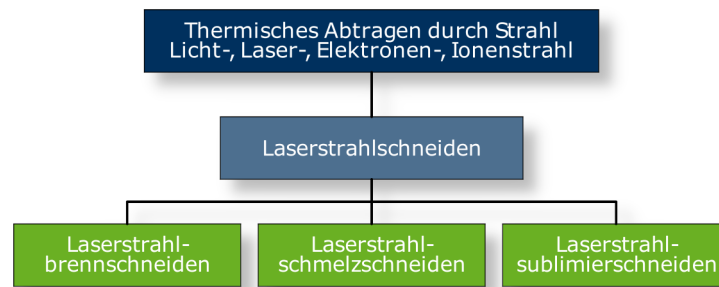 Thermisches Abtragen durch Strahl
Licht-, Laser-, Elektronen-, Ionenstrahl
Laserstrahlschneiden
Laserstrahl-
brennschneiden
Laserstrahl-
schmelzschneiden
Laserstrahl-
sublimierschneiden